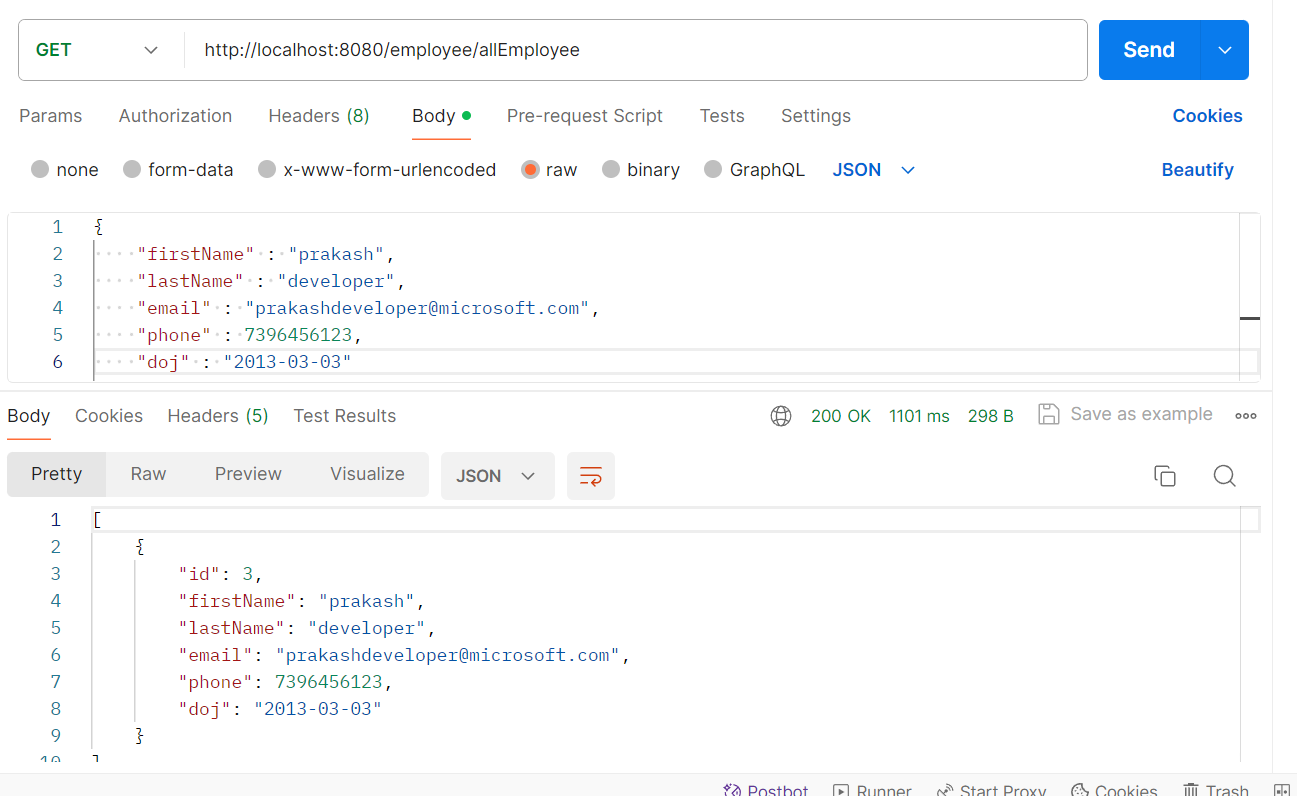 GET http://localhost:8080/employee/allEmployee Send
Params Authorization Headers (8) Body Pre-request Script Tests Settings Cookies
none form-data x-www-form-urlencoded raw binary GraphQL JSON Beautify
1 {
2 "firstName" : "prakash",
3 "lastName" : "developer",
4 "email" : "prakashdeveloper@microsoft.com",
5 "phone" : 7396456123,
6 "doj" : "2013-03-03"
Body Cookies Headers (5) Test Results 200 OK 1101 ms 298 B Save as example
Pretty Raw Preview Visualize JSON
1 [
2 {
3 "id": 3,
4 "firstName": "prakash",
5 "lastName": "developer",
6 "email": "prakashdeveloper@microsoft.com",
7 "phone": 7396456123,
8 "doj": "2013-03-03"
9 }
10 ]
Postbot Runner Start Proxy Cookies Trash